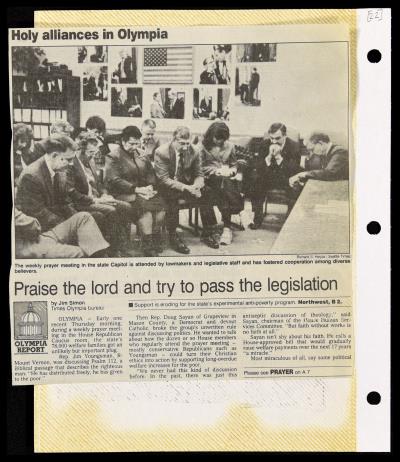 Holy alliances in Olympia
The weekly prayer meeting in the state Capitol is attended by lawmakers and legislative staff and has fostered cooperation among diverse
believers.
Praise the lord and try to pass the legislation
OLYMPIA
REPORT
by Jim Simon
Times Olympia bureau
OLYMPIA — Early one
recent Thursday morning,
during a weekly prayer meet-
ing in the House Republican
Caucus room, the state's
welfare families got an
unlikely but important plug.
Rep. Jim Youngsman, R-
Mount Vernon, was discussing Psalm 112, a
Biblical passage that describes the righteous
man. "He has distributed freely, he has given
to the poor
■ Support is eroding for the state's experimental anti-poverty program. Northwest, B 2.
Then Rep. Doug Sayan of Grapeview in
Mason County, a Democrat and devout
Catholic, broke the group's unwritten rule
against discussing politics. He wanted to talk
about how the dozen or so House members
who regularly attend the prayer meeting —
mostly conservative Republicans such as
Youngsman — could turn their Christian
ethics into action by supporting long-overdue
welfare increases for the poor.
"We never had this kind of discussion
before. In the past, there was just this
antiseptic discussion of theology," said
Sayan, chairman of the House Human Ser-
vices Committee. "But faith without works is
no faith at all."
Sayan isn't shy about his faith. He calls a
House-approved bill that would gradually
raise welfare payments over the next 17 years
"a miracle."
Most miraculous of all, say some political
Please see PRAYER on A 7